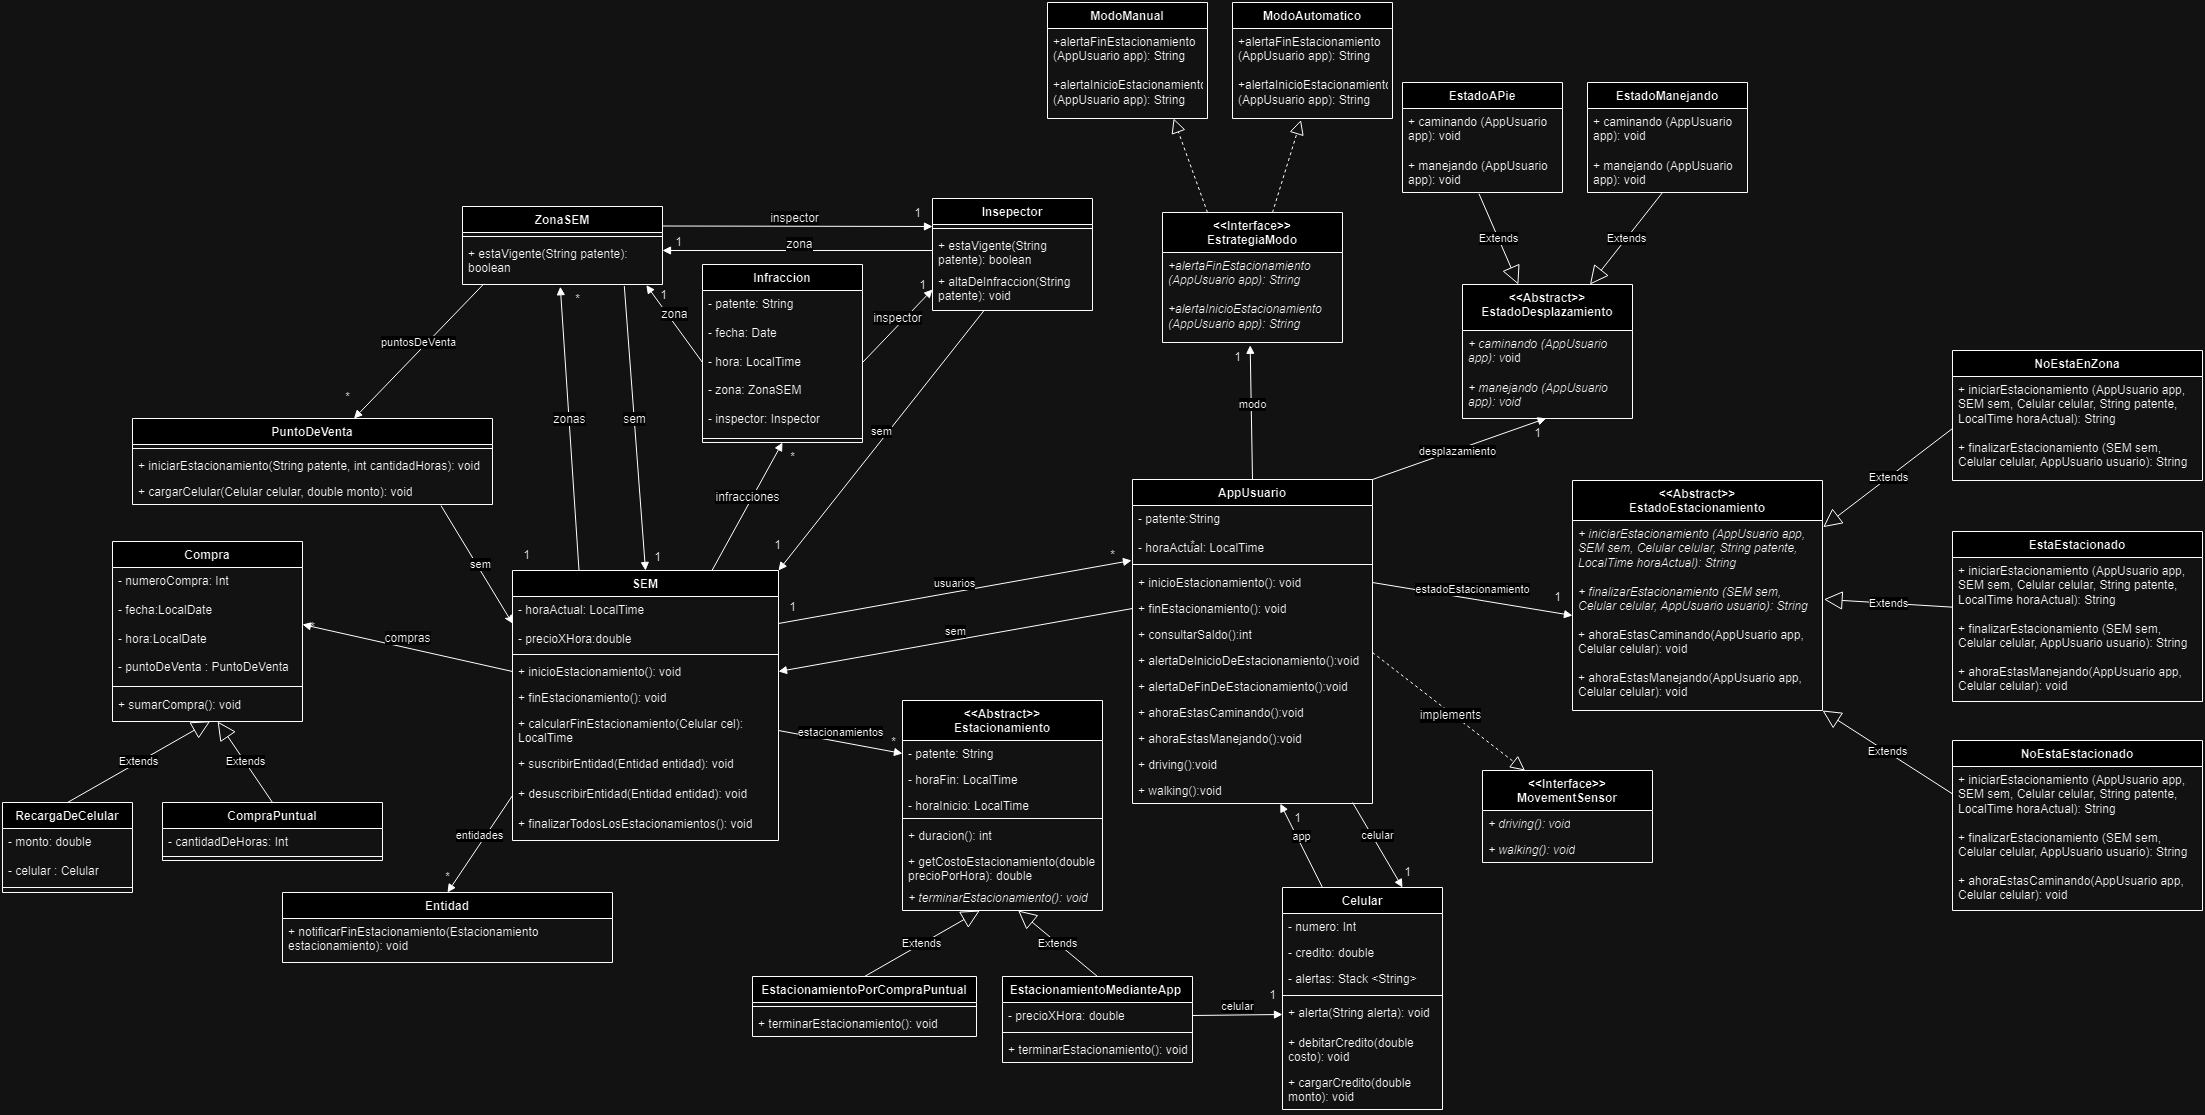 ModoManual
+alertaFinEstacionamiento
(AppUsuario app): String
+alertaInicioEstacionamiento
(AppUsuario app): String
ModoAutomatico
+alertaFinEstacionamiento
(AppUsuario app): String
+alertaInicioEstacionamiento
(AppUsuario app): String
EstadoAPie
+ caminando (AppUsuario
app): void
+ manejando (AppUsuario
app): void
EstadoManejando
+ caminando (AppUsuario
app): void
+ manejando (AppUsuario
app): void
Extends
Extends
<<Interface>>
EstrategiaModo
+alertaFinEstacionamiento
(AppUsuario app): String
+alertaInicioEstacionamiento
(AppUsuario app): String
1
modo
<<Abstract>>
EstadoDesplazamiento
+ caminando (AppUsuario
app): void
+ manejando (AppUsuario
app): void
1
desplazamiento
ZonaSEM
+ estaVigente(String patente):
boolean
inspector
1
zona
1
Insepector
+ estaVigente(String
patente): boolean
+ altaDeInfraccion(String
patente): void
Infraccion
- patente: String
- fecha: Date
- hora: LocalTime
- zona: ZonaSEM
- inspector: Inspector
1
zona
1
inspector
puntosDeVenta
*
zonas
*
1
sem
1
sem
1
infracciones
*
PuntoDeVenta
+ iniciarEstacionamiento(String patente, int cantidadHoras): void
+ cargarCelular(Celular celular, double monto): void
sem
Compra
- numeroCompra: Int
- fecha:LocalDate
- hora:LocalDate
- puntoDeVenta : PuntoDeVenta
+ sumarCompra(): void
*
compras
Extends
Extends
RecargaDeCelular
- monto: double
- celular : Celular
CompraPuntual
- cantidadDeHoras: Int
SEM
- horaActual: LocalTime
- precioXHora:double
+ inicioEstacionamiento(): void
+ finEstacionamiento(): void
+ calcularFinEstacionamiento(Celular cel):
LocalTime
+ suscribirEntidad(Entidad entidad): void
+ desuscribirEntidad(Entidad entidad): void
+ finalizarTodosLosEstacionamientos(): void
entidades
*
Entidad
+ notificarFinEstacionamiento(Estacionamiento
estacionamiento): void
1
usuarios
*
sem
estacionamientos
*
<<Abstract>>
Estacionamiento
- patente: String
- horaFin: LocalTime
- horaInicio: LocalTime
+ duracion(): int
+ getCostoEstacionamiento(double
precioPorHora): double
+ terminarEstacionamiento(): void
Extends
Extends
EstacionamientoPorCompraPuntual
+ terminarEstacionamiento(): void
EstacionamientoMedianteApp
- precioXHora: double
+ terminarEstacionamiento(): void
celular
1
AppUsuario
- patente:String
- horaActual: LocalTime
*
+ inicioEstacionamiento(): void
+ finEstacionamiento(): void
+ consultarSaldo():int
+ alertaDeInicioDeEstacionamiento():void
+ alertaDeFinDeEstacionamiento():void
+ ahoraEstasCaminando():void
+ ahoraEstasManejando():void
+ driving():void
+ walking():void
estadoEstacionamiento
1
implements
1
app
celular
1
<<Interface>>
MovementSensor
+ driving(): void
+ walking(): void
Celular
- numero: Int
- credito: double
- alertas: Stack <String>
+ alerta(String alerta): void
+ debitarCredito(double
costo): void
+ cargarCredito(double
monto): void
<<Abstract>>
EstadoEstacionamiento
+ iniciarEstacionamiento (AppUsuario app,
SEM sem, Celular celular, String patente,
LocalTime horaActual): String
+ finalizarEstacionamiento (SEM sem,
Celular celular, AppUsuario usuario): String
+ ahoraEstasCaminando(AppUsuario app,
Celular celular): void
+ ahoraEstasManejando(AppUsuario app,
Celular celular): void
Extends
Extends
Extends
NoEstaEnZona
+ iniciarEstacionamiento (AppUsuario app,
SEM sem, Celular celular, String patente,
LocalTime horaActual): String
+ finalizarEstacionamiento (SEM sem,
Celular celular, AppUsuario usuario): String
EstaEstacionado
+ iniciarEstacionamiento (AppUsuario app,
SEM sem, Celular celular, String patente,
LocalTime horaActual): String
+ finalizarEstacionamiento (SEM sem,
Celular celular, AppUsuario usuario): String
+ ahoraEstasManejando(AppUsuario app,
Celular celular): void
NoEstaEstacionado
+ iniciarEstacionamiento (AppUsuario app,
SEM sem, Celular celular, String patente,
LocalTime horaActual): String
+ finalizarEstacionamiento (SEM sem,
Celular celular, AppUsuario usuario): String
+ ahoraEstasCaminando(AppUsuario app,
Celular celular): void